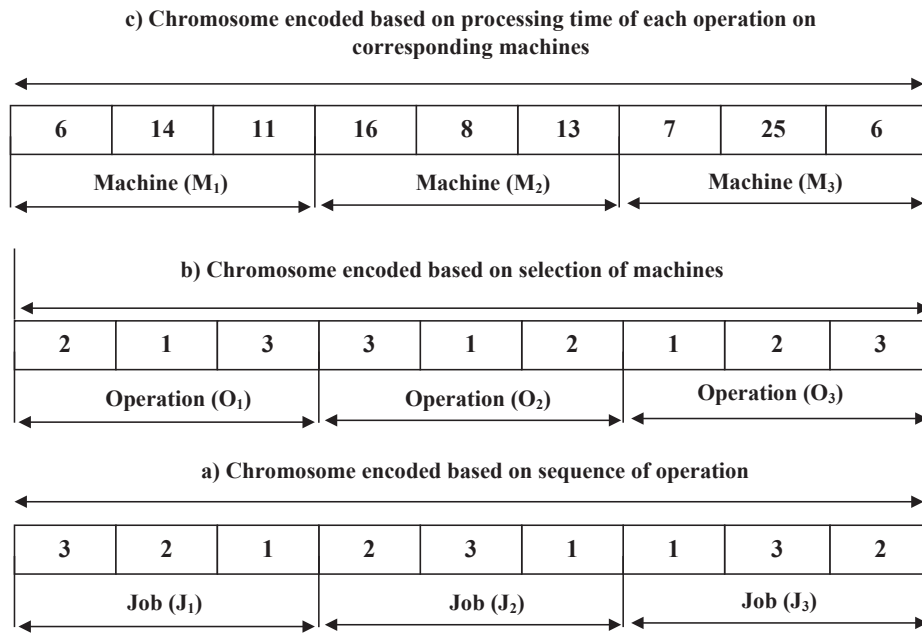 c) Chromosome encoded based on processing time of each operation on
corresponding machines
6 14 11 16 8 13 7 25 6
Machine (M₁) Machine (M₂) Machine (M₃)
b) Chromosome encoded based on selection of machines
2 1 3 3 1 2 1 2 3
Operation (O₁) Operation (O₂) Operation (O₃)
a) Chromosome encoded based on sequence of operation
3 2 1 2 3 1 1 3 2
Job (J₁) Job (J₂) Job (J₃)